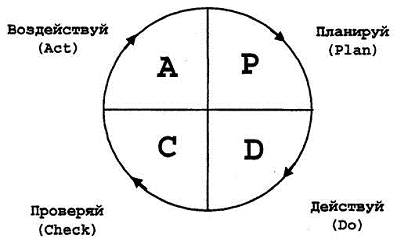 Воздействуй
(Act)
Планируй
(Plan)
A
P
C
D
Проверяй
(Check)
Действуй
(Do)